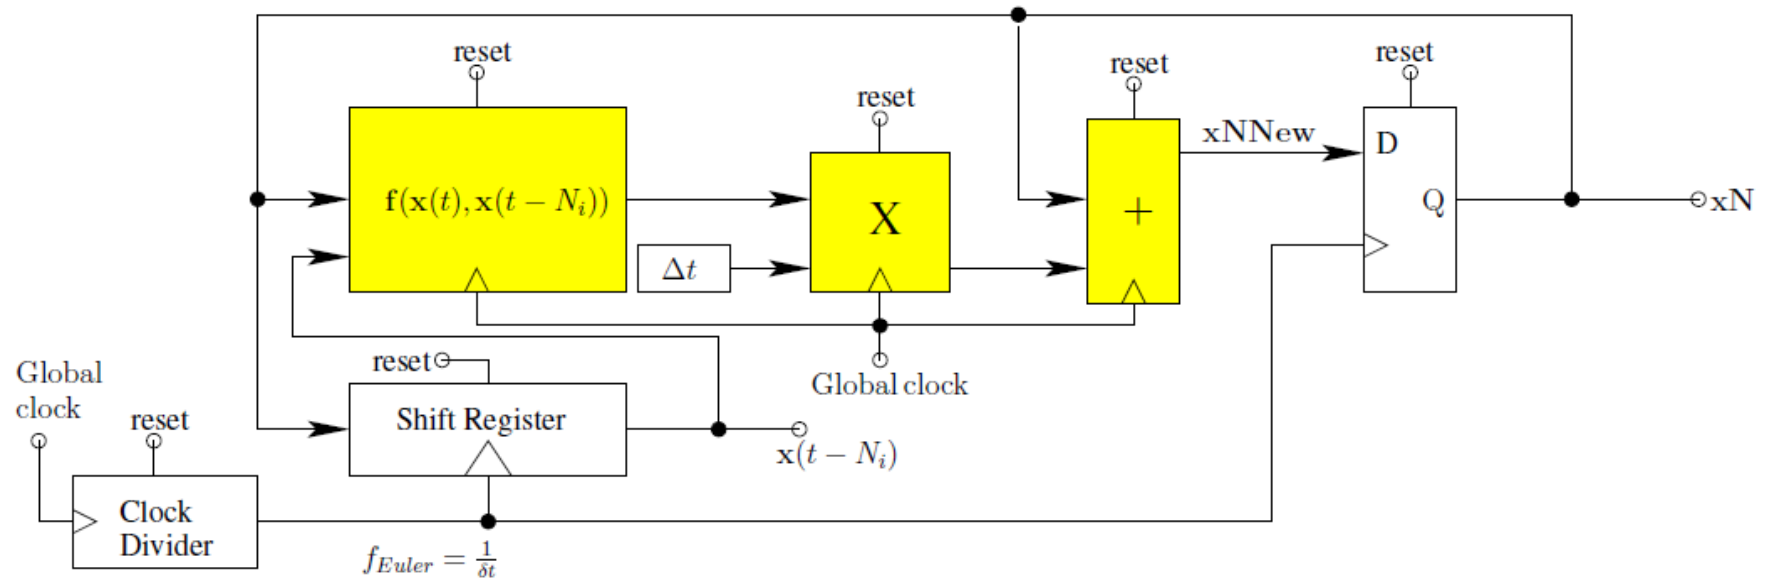 reset
reset
reset
reset
f(x(t), x(t − Nᵢ))
Δt
X
+
xNNew
D
Q
xN
Global clock
reset
Shift Register
x(t − Nᵢ)
Global
clock
reset
Clock
Divider
f_Euler = 1/δt